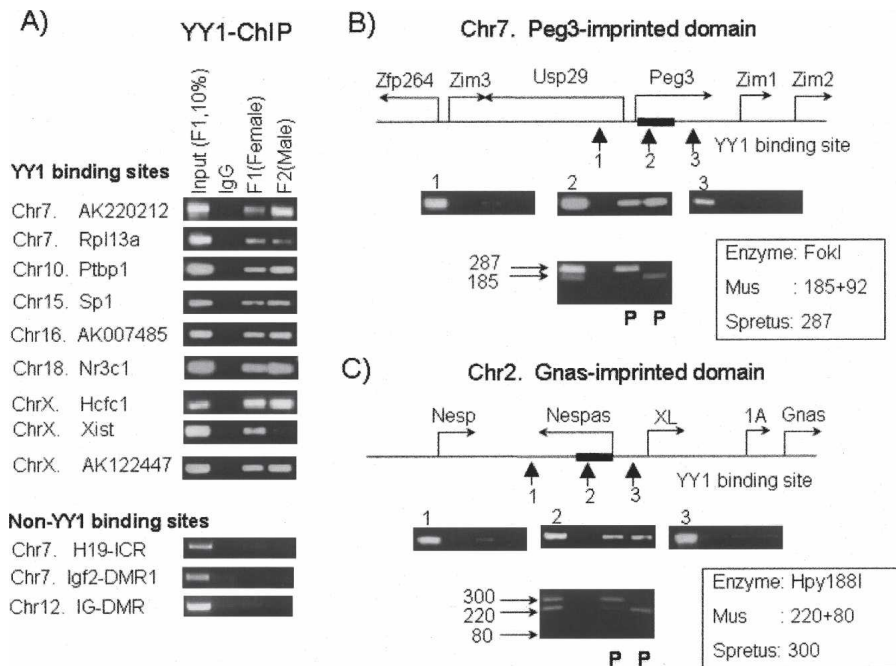 A)
YY1-ChIP
Input (F1,10%)
IgG
F1(Female)
F2(Male)
YY1 binding sites
Chr7. AK220212
Chr7. Rpl13a
Chr10. Ptbp1
Chr15. Sp1
Chr16. AK007485
Chr18. Nr3c1
ChrX. Hcfc1
ChrX. Xist
ChrX. AK122447
Non-YY1 binding sites
Chr7. H19-ICR
Chr7. Igf2-DMR1
Chr12. IG-DMR
B)
Chr7. Peg3-imprinted domain
Zfp264 Zim3 Usp29 Peg3 Zim1 Zim2
1 2 3 YY1 binding site
1 2 3
287
185
P P
Enzyme: FokI
Mus : 185+92
Spretus: 287
C)
Chr2. Gnas-imprinted domain
Nesp Nespas XL 1A Gnas
1 2 3 YY1 binding site
1 2 3
300
220
80
P P
Enzyme: Hpy188I
Mus : 220+80
Spretus: 300